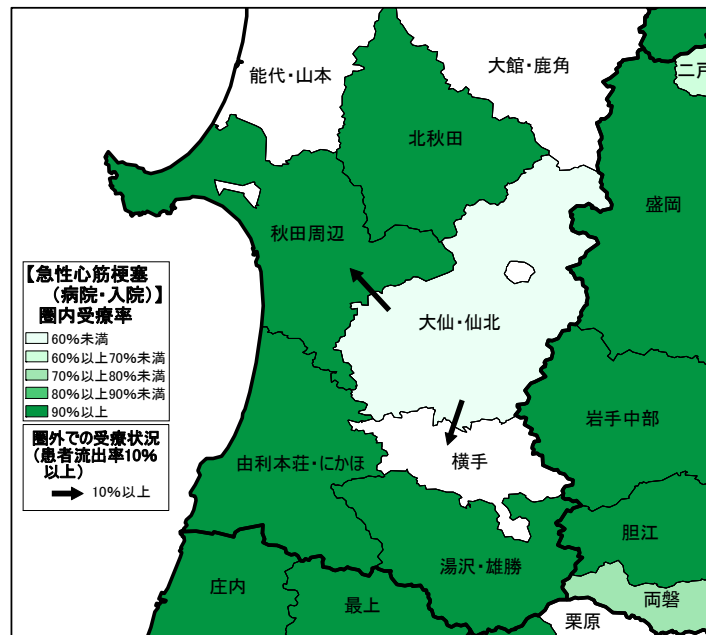 能代・山本
大館・鹿角
二戸
北秋田
盛岡
秋田周辺
【急性心筋梗塞
（病院・入院）】
圏内受療率
60％未満
60％以上70％未満
70％以上80％未満
80％以上90％未満
90％以上
大仙・仙北
岩手中部
圏外での受療状況
（患者流出率10％
以上）
10％以上
由利本荘・にかほ
横手
胆江
湯沢・雄勝
庄内
最上
両磐
栗原